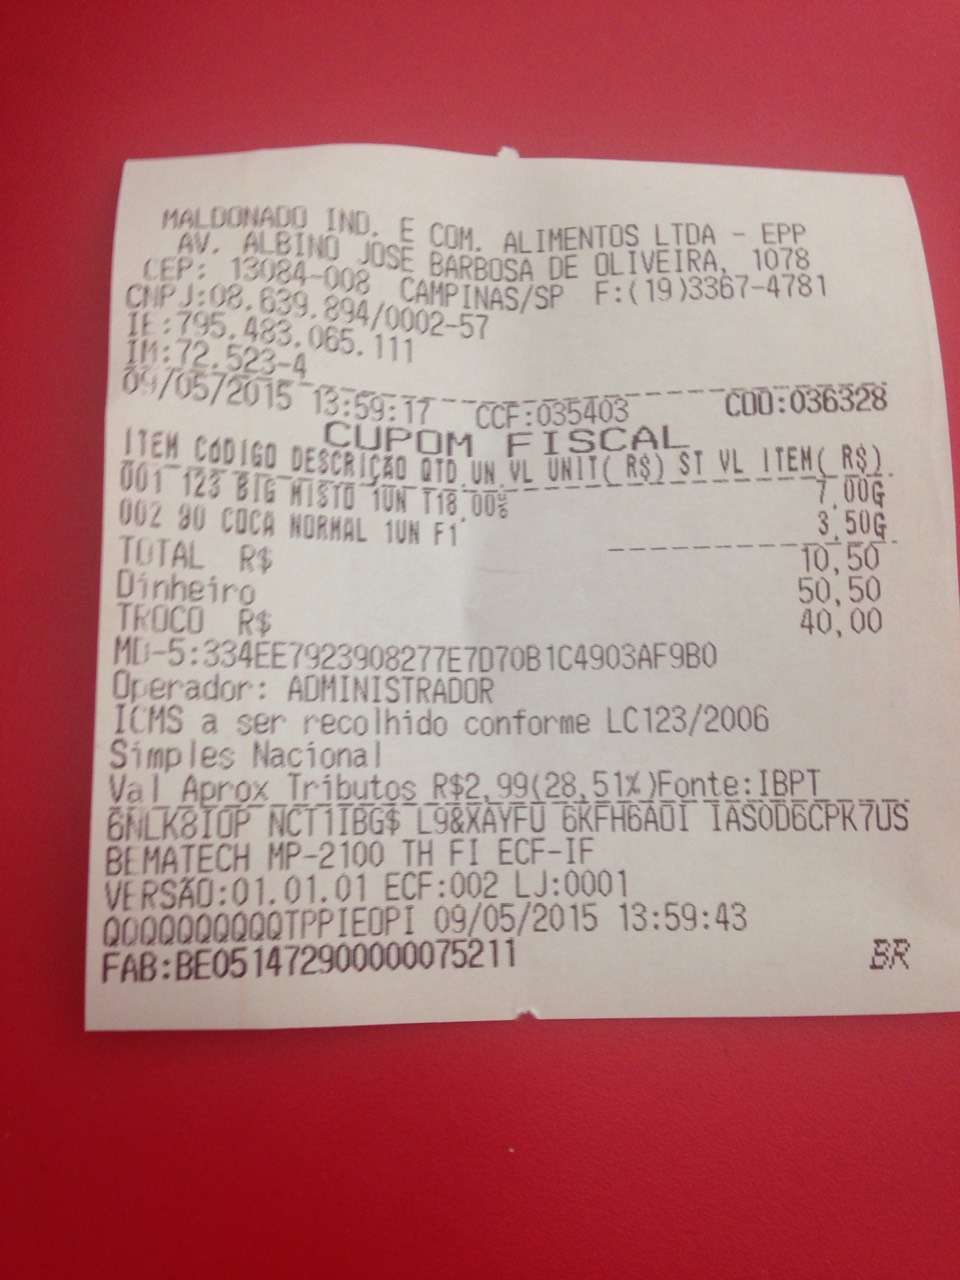 MALDONADO IND. E COM. ALIMENTOS LTDA - EPP
AV. ALBINO JOSE BARBOSA DE OLIVEIRA, 1078
CEP: 13084-008 CAMPINAS/SP F:(19)3367-4781
CNPJ:08.639.894/0002-57
IE:795.483.065.111
IM:72.523-4
09/05/2015 13:59:17 CCF:035403 COO:036328
CUPOM FISCAL
ITEM CÓDIGO DESCRIÇÃO QTD.UN.VL UNIT( R$) ST VL ITEM( R$)
001 123 BIG MISTO 1UN T18,00% 7,00G
002 90 COCA NORMAL 1UN F1 3,50G
TOTAL R$ 10,50
Dinheiro 50,50
TROCO R$ 40,00
MD-5:334EE7923908277E7D70B1C4903AF9B0
Operador: ADMINISTRADOR
ICMS a ser recolhido conforme LC123/2006
Simples Nacional
Val Aprox Tributos R$2,99(28,51%)Fonte:IBPT
6NLK8IOP NCT1IBG$ L9&XAYFU 6KFH6AOI IASOD6CPK7US
BEMATECH MP-2100 TH FI ECF-IF
VERSÃO:01.01.01 ECF:002 LJ:0001
QQQQQQQQQQTPPIEOPI 09/05/2015 13:59:43
FAB:BE051472900000075211 BR